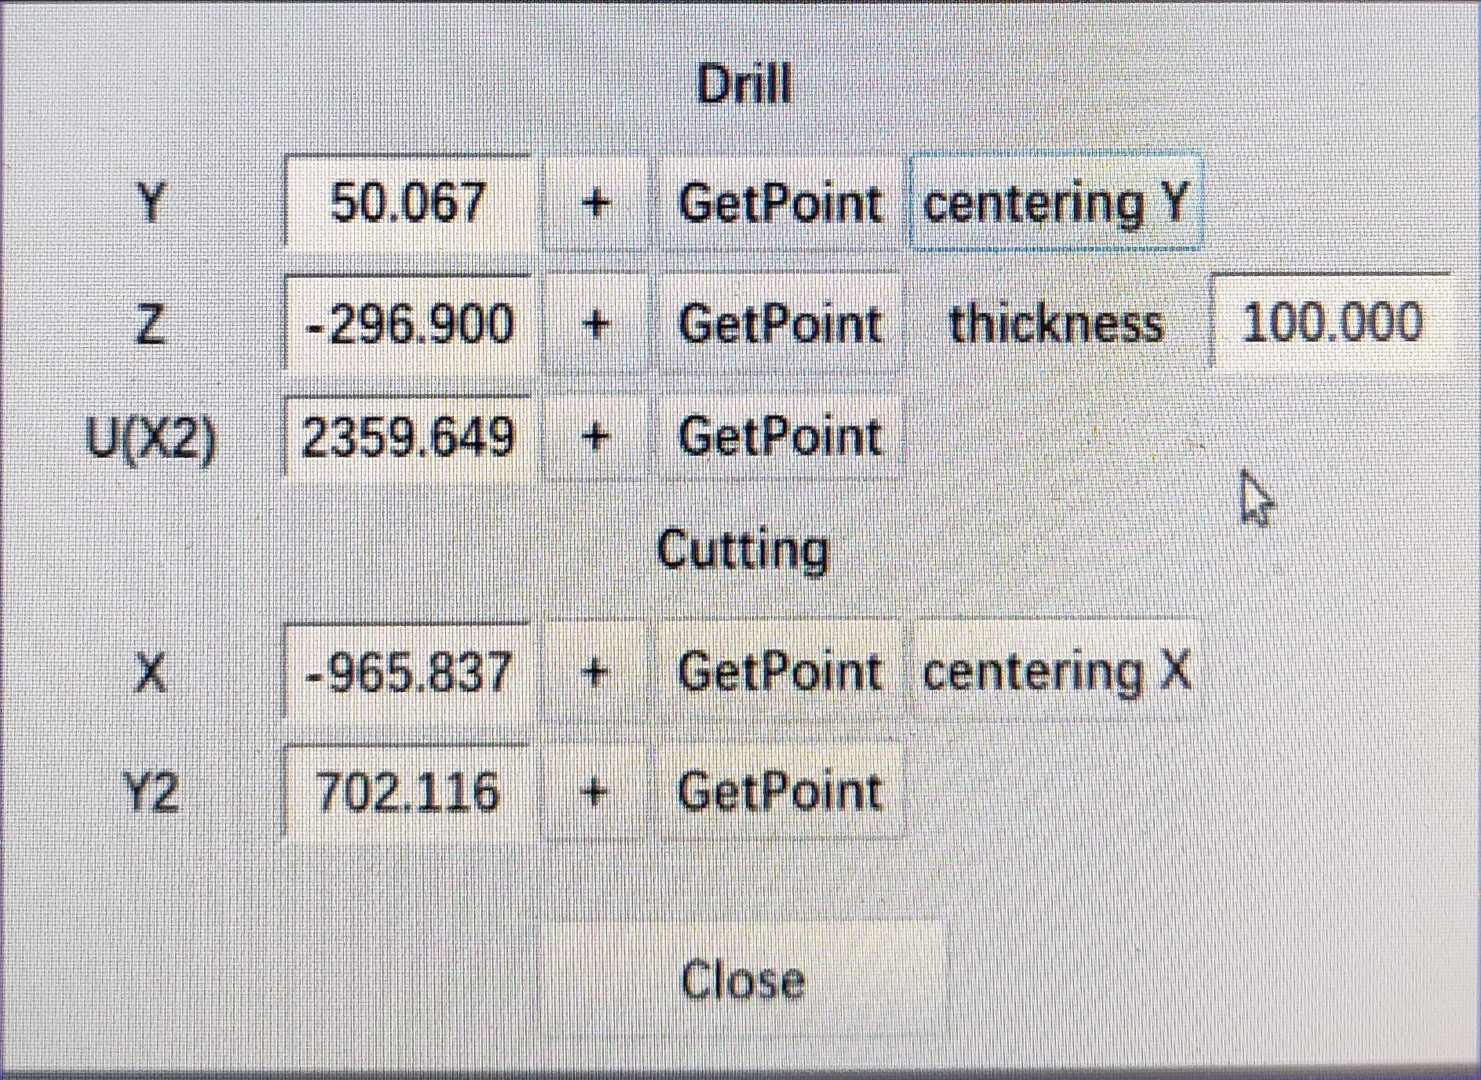 Drill
Y 50.067 + GetPoint centering Y
Z -296.900 + GetPoint thickness 100.000
U(X2) 2359.649 + GetPoint
Cutting
X -965.837 + GetPoint centering X
Y2 702.116 + GetPoint
Close